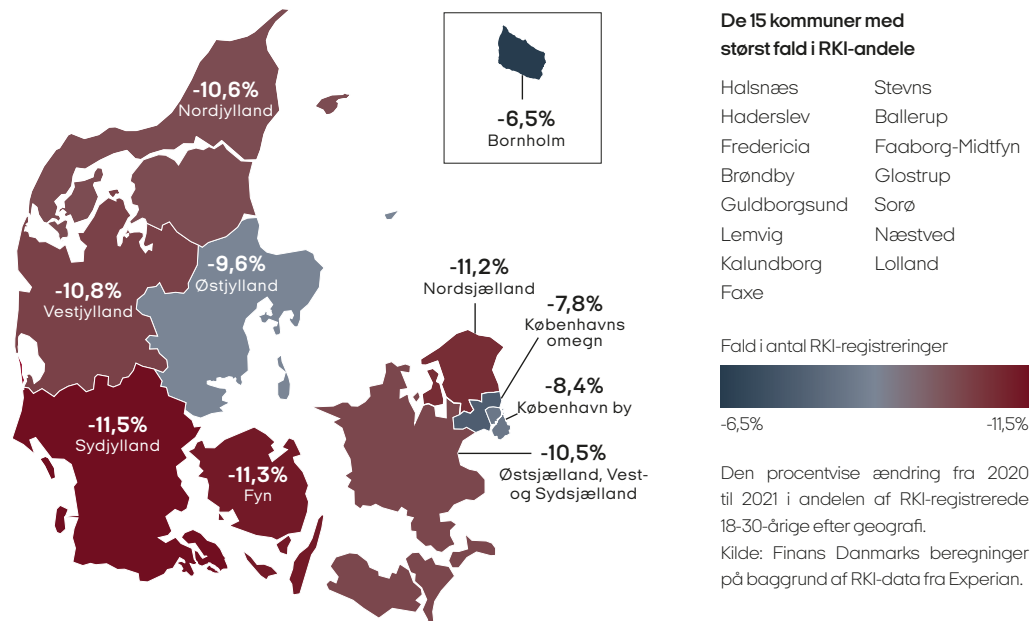 -10,6%
Nordjylland
-6,5%
Bornholm
-9,6%
Østjylland
-10,8%
Vestjylland
-11,2%
Nordsjælland
-7,8%
Københavns
omegn
-8,4%
København by
-11,5%
Sydjylland
-11,3%
Fyn
-10,5%
Østsjælland, Vest-
og Sydsjælland
De 15 kommuner med
størst fald i RKI-andele
Halsnæs
Haderslev
Fredericia
Brøndby
Guldborgsund
Lemvig
Kalundborg
Faxe
Stevns
Ballerup
Faaborg-Midtfyn
Glostrup
Sorø
Næstved
Lolland
Fald i antal RKI-registreringer
-6,5%
-11,5%
Den procentvise ændring fra 2020
til 2021 i andelen af RKI-registrerede
18-30-årige efter geografi.
Kilde: Finans Danmarks beregninger
på baggrund af RKI-data fra Experian.